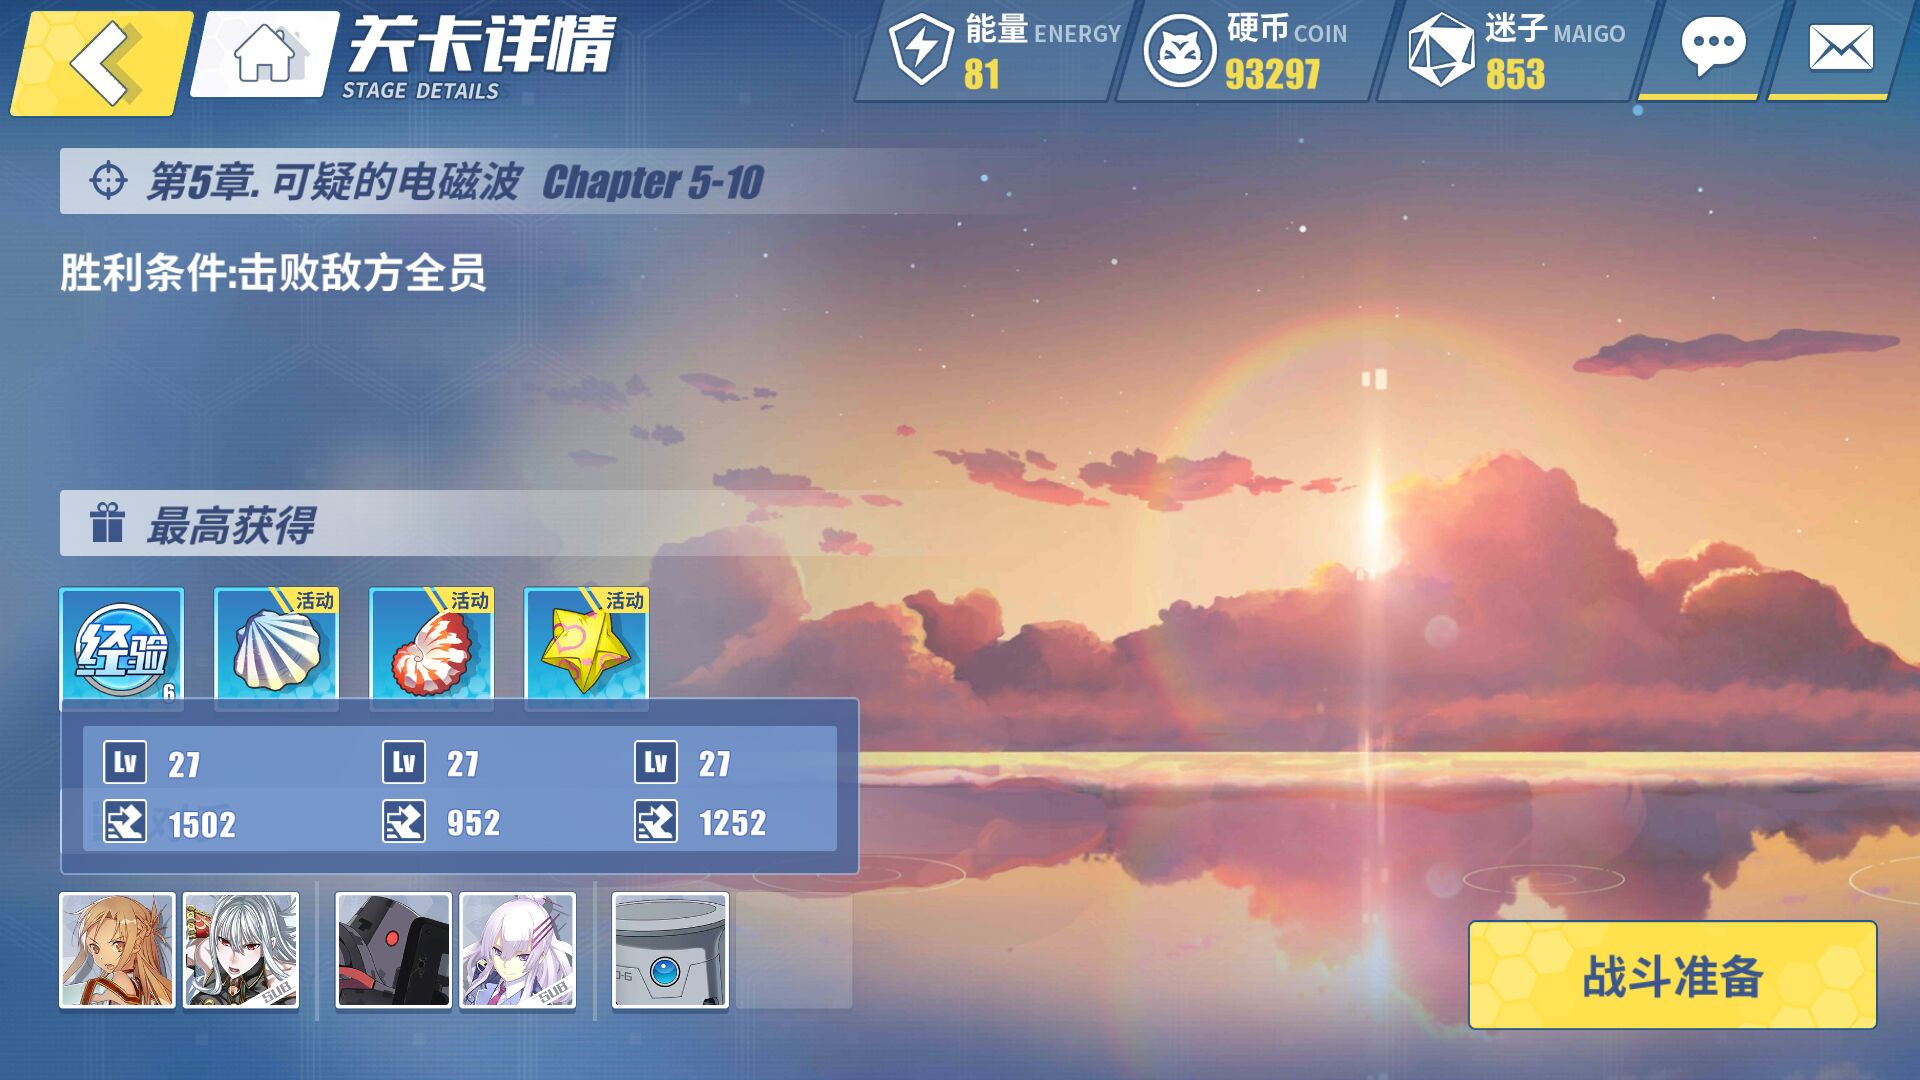 关卡详情
STAGE DETAILS
能量 ENERGY
81
硬币 COIN
93297
迷子 MAIGO
853
第5章. 可疑的电磁波 Chapter 5-10
胜利条件:击败敌方全员
最高获得
经验
6
活动
活动
活动
Lv 27
Lv 27
Lv 27
1502
952
1252
SUB
SUB
战斗准备